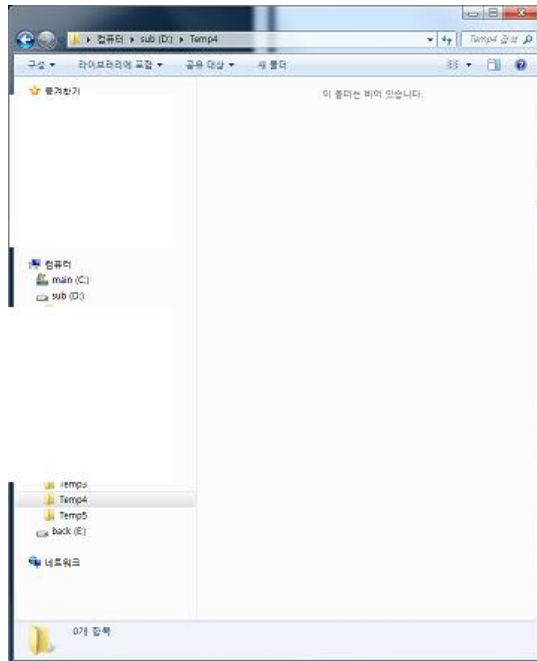 컴퓨터 ▸ sub (D:) ▸ Temp4
Temp4 검색
구성 ▾ 라이브러리에 포함 ▾ 공유 대상 ▾ 새 폴더
즐겨찾기
이 폴더는 비어 있습니다.
컴퓨터
main (C:)
sub (D:)
Temp3
Temp4
Temp5
back (E:)
네트워크
0개 항목